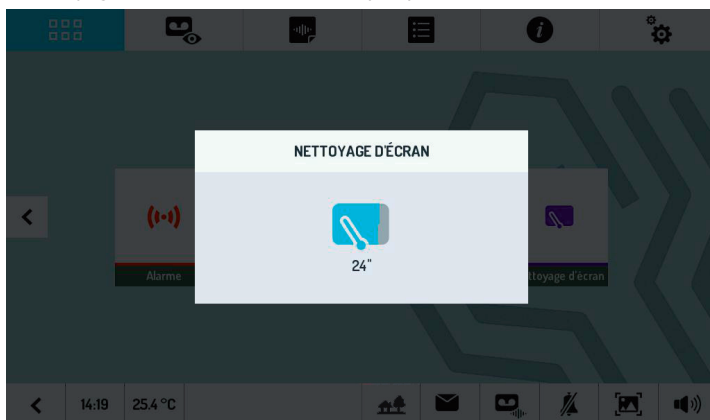 NETTOYAGE D'ÉCRAN
24"
Alarme
ttoyage d'écran
14:19
25.4 °C